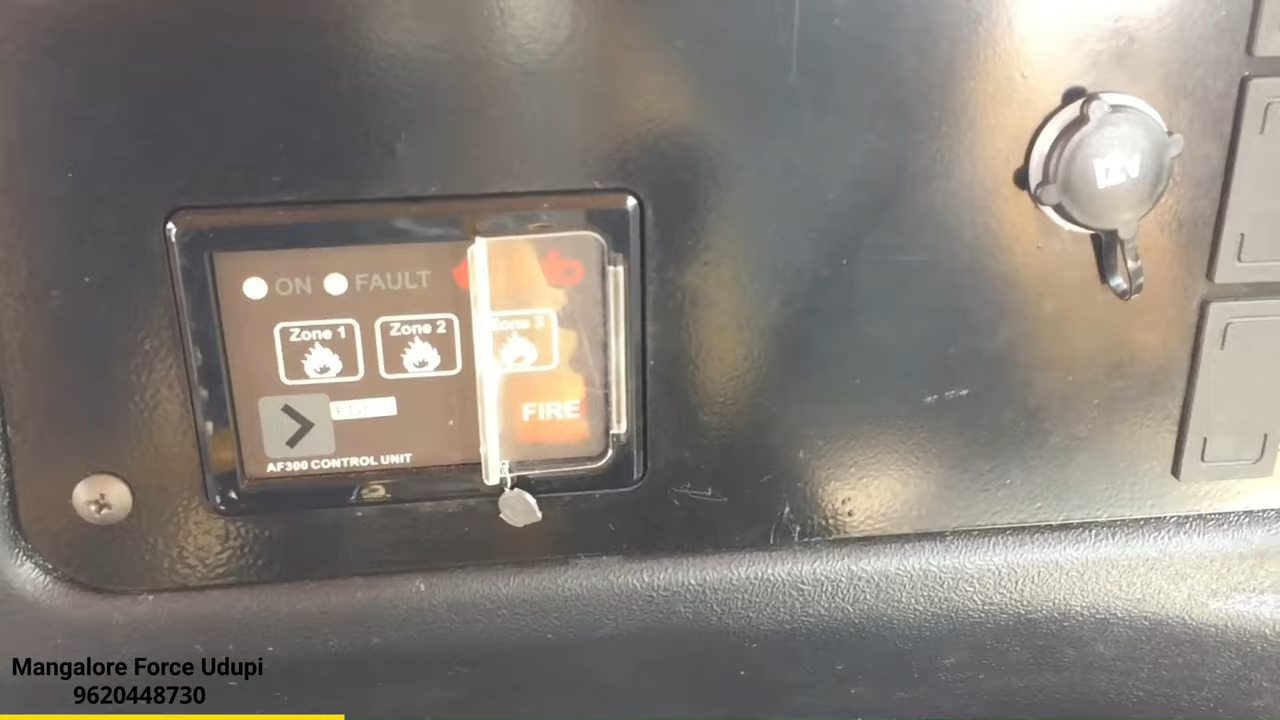 ON FAULT
Zone 1 Zone 2 Zone 3
FIRE
AF300 CONTROL UNIT
12V
Mangalore Force Udupi
9620448730